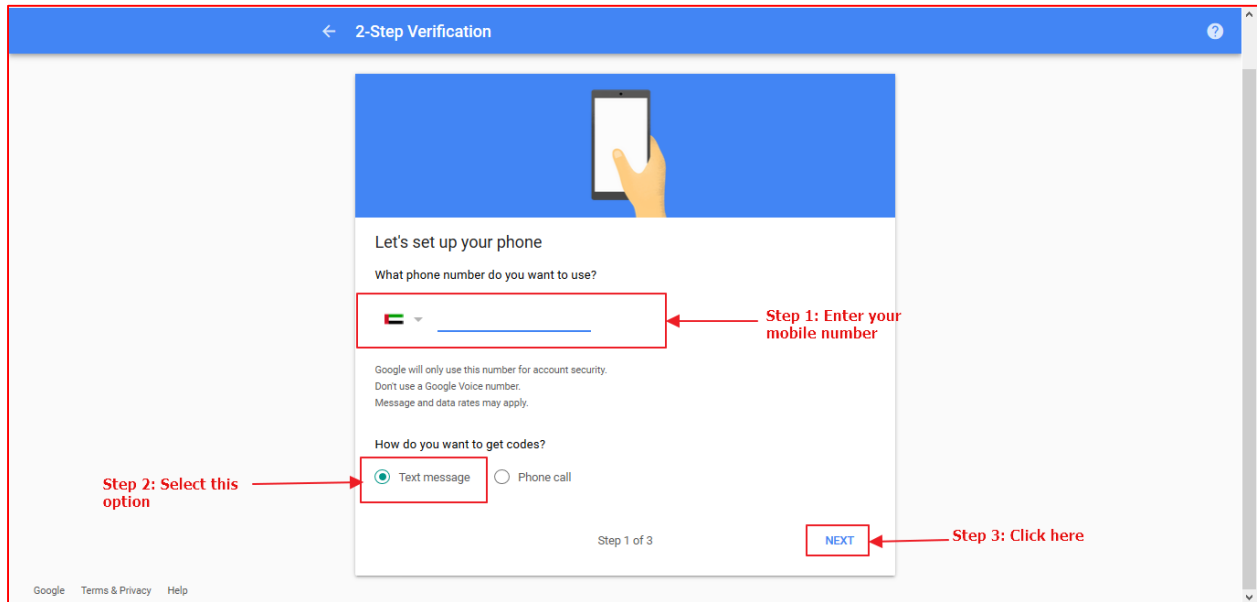 2-Step Verification
Let's set up your phone
What phone number do you want to use?
Step 1: Enter your
mobile number
Google will only use this number for account security.
Don't use a Google Voice number.
Message and data rates may apply.
How do you want to get codes?
Text message Phone call
Step 2: Select this
option
Step 1 of 3 NEXT
Step 3: Click here
Google Terms & Privacy Help